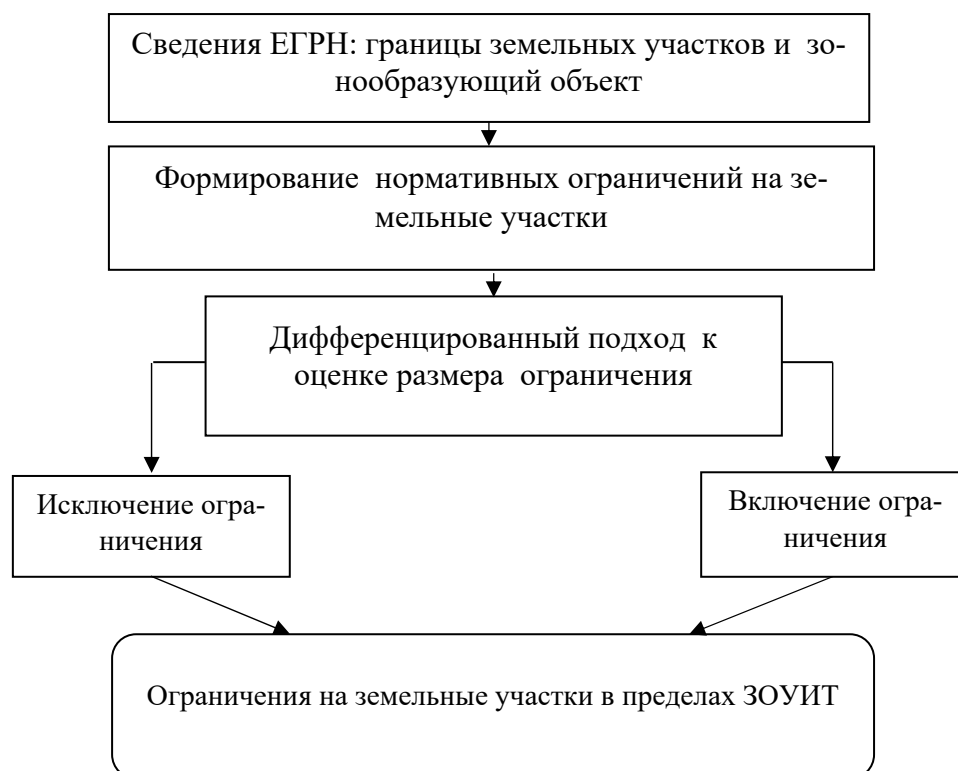 Сведения ЕГРН: границы земельных участков и зо-
нообразующий объект
Формирование нормативных ограничений на зе-
мельные участки
Дифференцированный подход к
оценке размера ограничения
Исключение огра-
ничения
Включение огра-
ничения
Ограничения на земельные участки в пределах ЗОУИТ